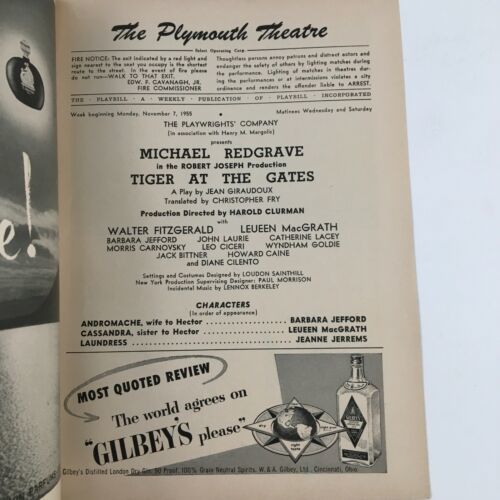 The Plymouth Theatre
Select Operating Corp.
FIRE NOTICE: The exit indicated by a red light and
sign nearest to the seat you occupy is the shortest
route to the street. In the event of fire please
do not run—WALK TO THAT EXIT.
EDW. F. CAVANAGH, JR.
FIRE COMMISSIONER
Thoughtless persons annoy patrons and distract actors and
endanger the safety of others by lighting matches during
the performance. Lighting of matches in theatres dur-
ing the performances or at intermissions violates a city
ordinance and renders the offender liable to ARREST.
THE · PLAYBILL · A · WEEKLY · PUBLICATION · OF · PLAYBILL · INCORPORATED
Week beginning Monday, November 7, 1955
Matinees Wednesday and Saturday
THE PLAYWRIGHTS' COMPANY
(in association with Henry M. Margolis)
presents
MICHAEL REDGRAVE
in the ROBERT JOSEPH Production
TIGER AT THE GATES
A Play by JEAN GIRAUDOUX
Translated by CHRISTOPHER FRY
Production Directed by HAROLD CLURMAN
with
WALTER FITZGERALD LEUEEN MacGRATH
BARBARA JEFFORD JOHN LAURIE CATHERINE LACEY
MORRIS CARNOVSKY LEO CICERI WYNDHAM GOLDIE
JACK BITTNER HOWARD CAINE
and DIANE CILENTO
Settings and Costumes Designed by LOUDON SAINTHILL
New York Production Supervising Designer: PAUL MORRISON
Incidental Music by LENNOX BERKELEY
CHARACTERS
(In order of appearance)
ANDROMACHE, wife to Hector .................... BARBARA JEFFORD
CASSANDRA, sister to Hector .................... LEUEEN MacGRATH
LAUNDRESS .................... JEANNE JERREMS
MOST QUOTED REVIEW
The world agrees on
"GILBEY'S please"
GILBEY'S
Gilbey's Distilled London Dry Gin. 90 Proof. 100% Grain Neutral Spirits. W. & A. Gilbey, Ltd., Cincinnati, Ohio
e!